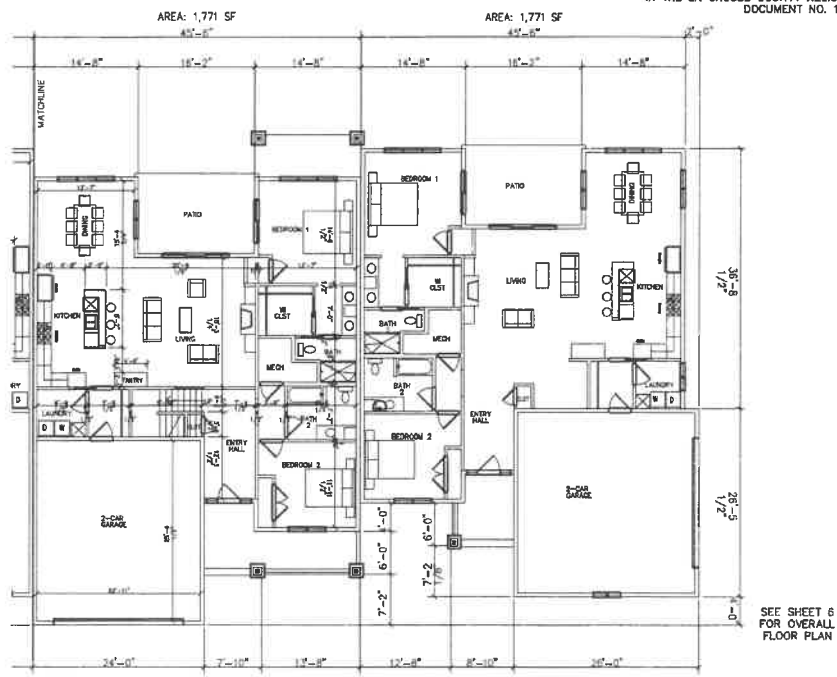 DOCUMENT NO. 1
AREA: 1,771 SF
AREA: 1,771 SF
45'-6"
45'-6"
2'-0"
14'-8"
16'-2"
14'-8"
14'-8"
16'-2"
14'-8"
MATCHLINE
DINING
PATIO
BEDROOM 1
BEDROOM 1
PATIO
DINING
KITCHEN
LIVING
WI
CLST
BATH
MECH
PANTRY
WI
CLST
BATH
MECH
LIVING
KITCHEN
36'-8
1/2"
LAUNDRY
D
D W
ENTRY
HALL
BATH
2
BEDROOM 2
BATH
2
BEDROOM 2
ENTRY
HALL
LAUNDRY
W D
2-CAR
GARAGE
GARAGE
26'-5
1/2"
6'-0"
7'-2"
6'-0"
7'-2
24'-0"
7'-10"
13'-8"
12'-8"
8'-10"
26'-0"
SEE SHEET 6
FOR OVERALL
FLOOR PLAN